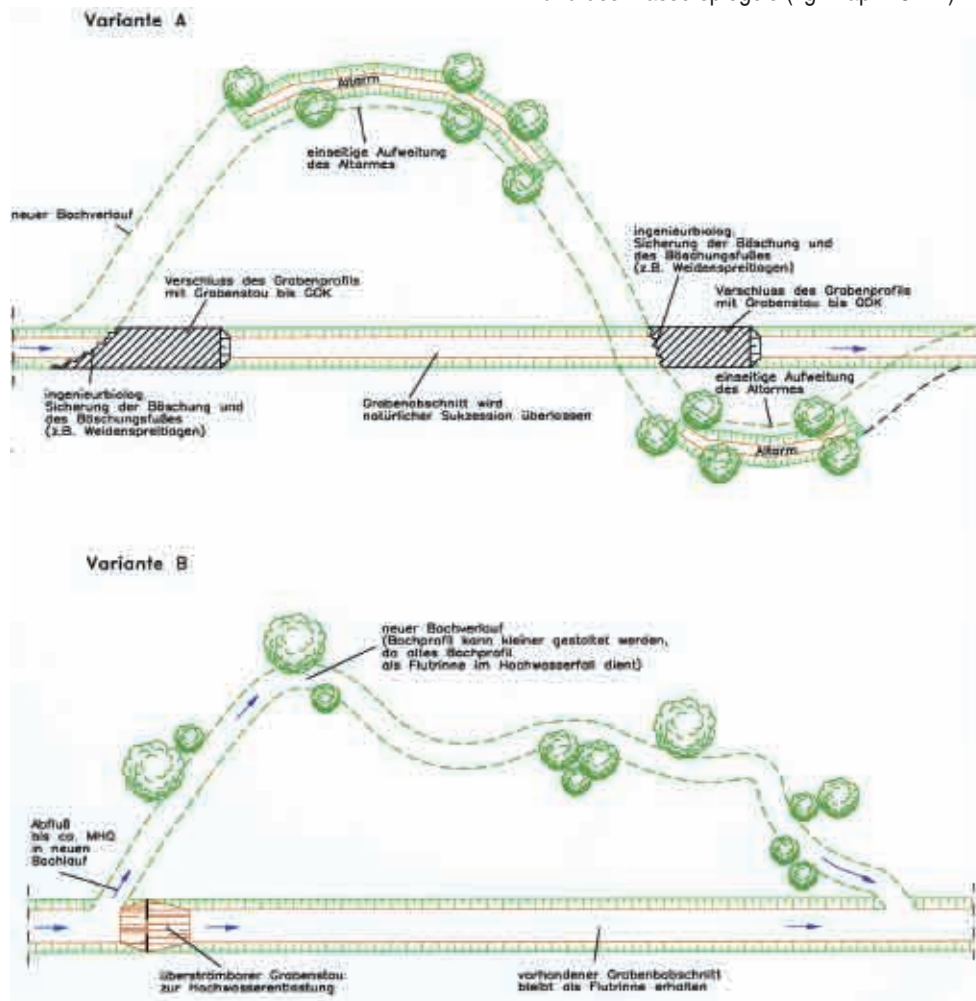 Variante A
Altarm
einseitige Aufweitung
des Altarmes
neuer Bachverlauf
ingenieurbiolog.
Sicherung der Böschung und
des Böschungsfußes
(z.B. Weidenspreitlagen)
Verschluss des Grabenprofils
mit Grabenstau bis GOK
Verschluss des Grabenprofils
mit Grabenstau bis GOK
ingenieurbiolog.
Sicherung der Böschung und
des Böschungsfußes
(z.B. Weidenspreitlagen)
Grabenabschnitt wird
natürlicher Sukzession überlassen
einseitige Aufweitung
des Altarmes
Altarm
Variante B
neuer Bachverlauf
(Bachprofil kann kleiner gestaltet werden,
da altes Bachprofil
als Flutrinne im Hochwasserfall dient)
Abfluß
bis ca. MHQ
in neuen
Bachlauf
überströmbarer Grabenstau
zur Hochwasserentlastung
vorhandener Grabenabschnitt
bleibt als Flutrinne erhalten